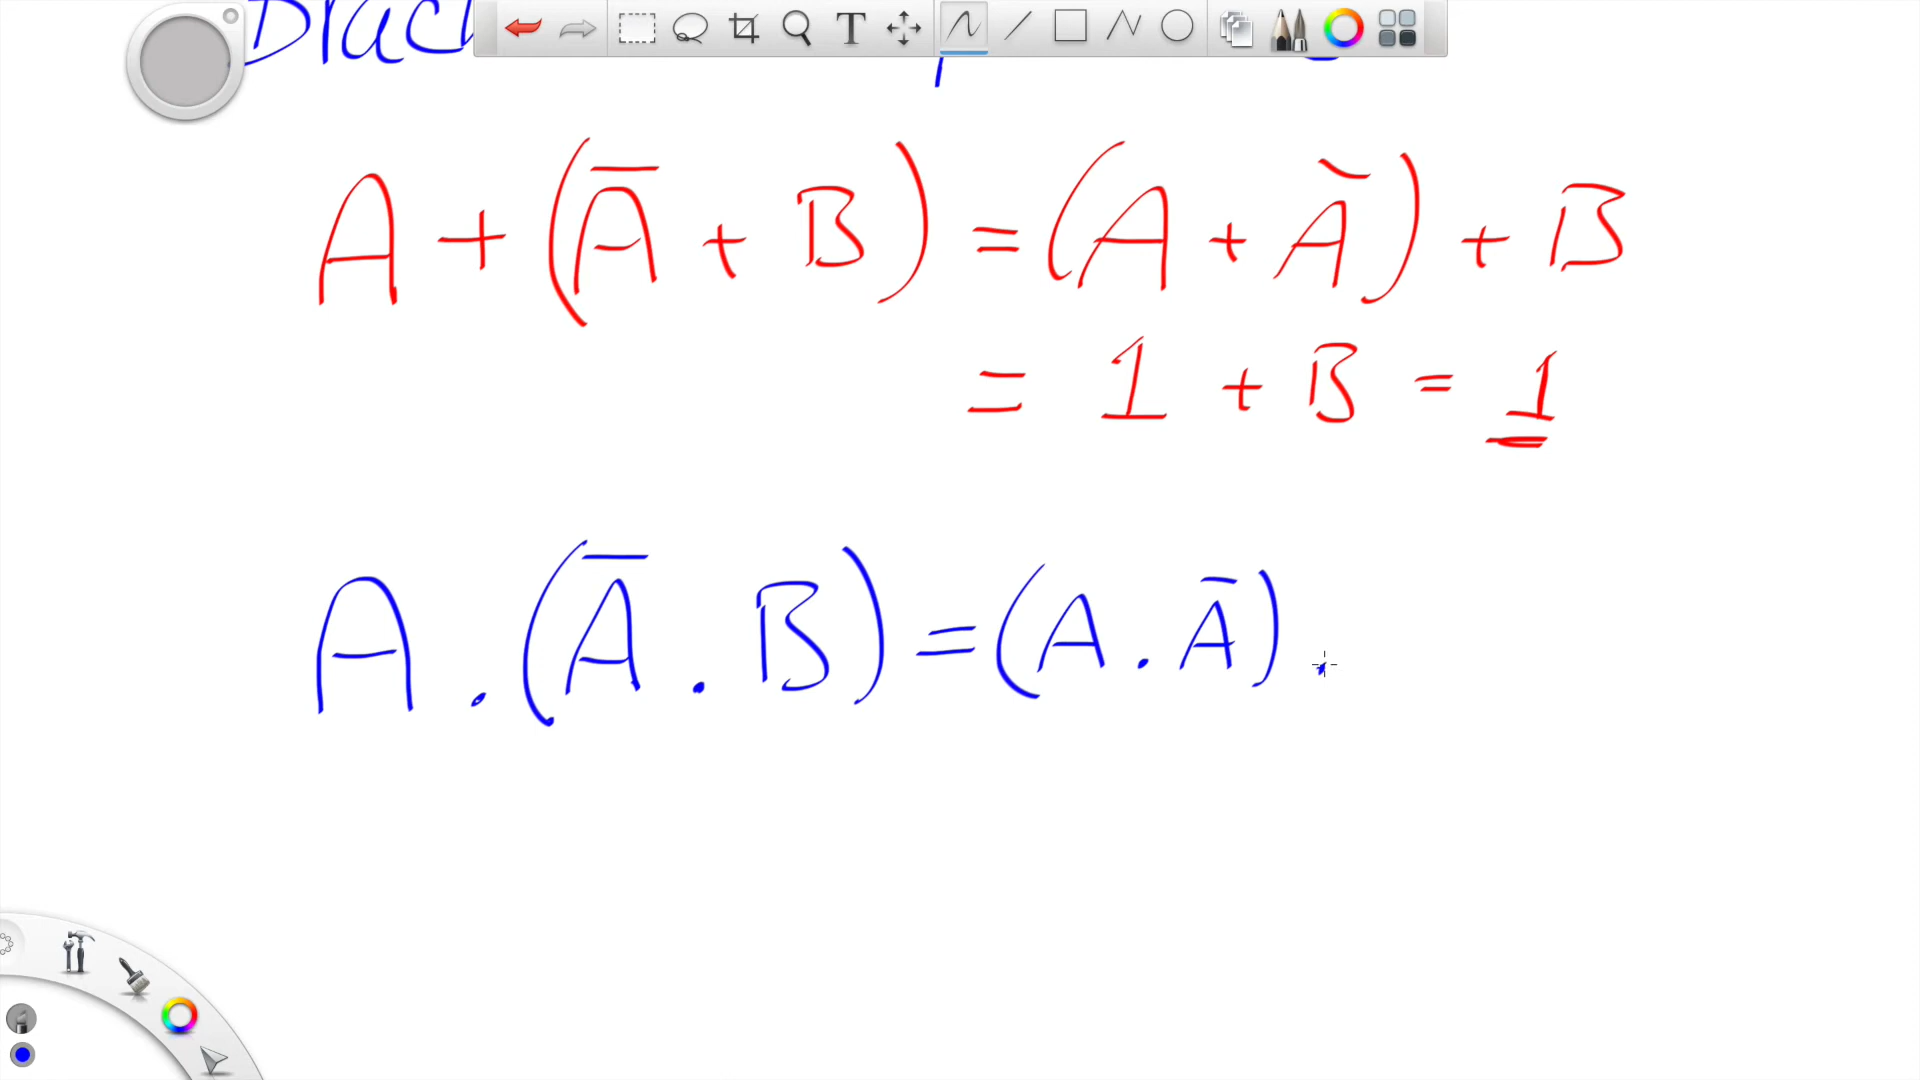 A + (A̅ + B) = (A + A̅) + B
= 1 + B = 1
A . (A̅ . B) = (A . A̅) .